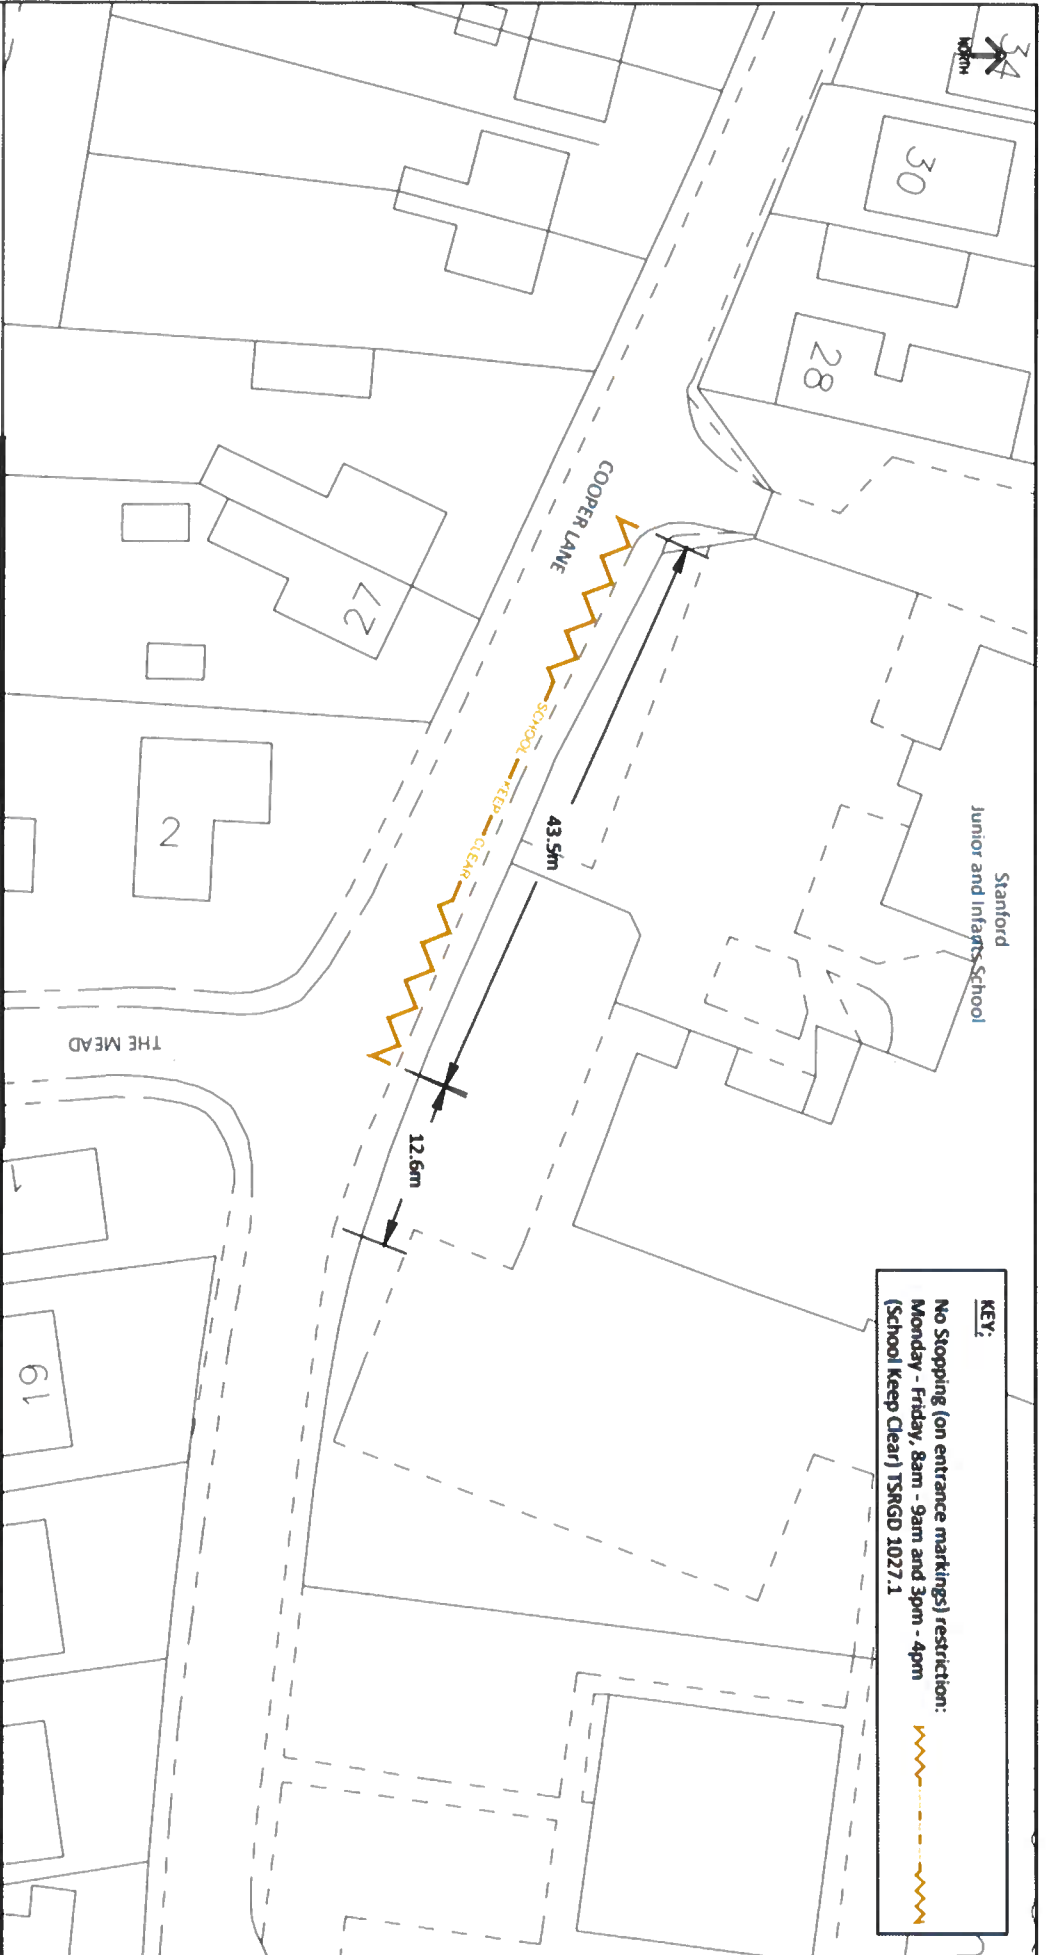 34
NORTH
30
28
COOPER LANE
27
SCHOOL KEEP CLEAR
43.5m
12.6m
2
THE MEAD
1
19
Stanford
Junior and Infants School
KEY:
No Stopping (on entrance markings) restriction:
Monday - Friday, 8am - 9am and 3pm - 4pm
(School Keep Clear) TSRGD 1027.1